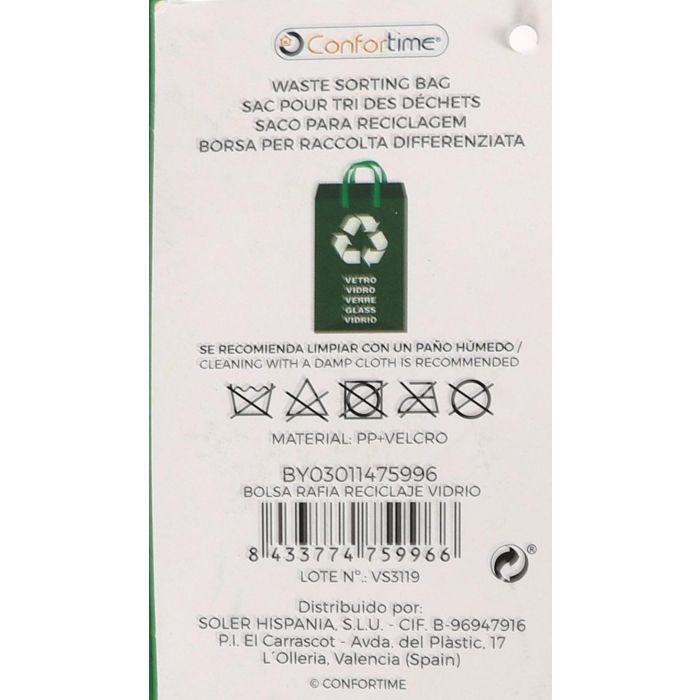 Confortime®
WASTE SORTING BAG
SAC POUR TRI DES DÉCHETS
SACO PARA RECICLAGEM
BORSA PER RACCOLTA DIFFERENZIATA
VETRO
VIDRO
VERRE
GLASS
VIDRIO
SE RECOMIENDA LIMPIAR CON UN PAÑO HÚMEDO /
CLEANING WITH A DAMP CLOTH IS RECOMMENDED
MATERIAL: PP+VELCRO
BY03011475996
BOLSA RAFIA RECICLAJE VIDRIO
8 433774 759966
®
LOTE Nº.: VS3119
Distribuido por:
SOLER HISPANIA, S.L.U. - CIF. B-96947916
P.I. El Carrascot - Avda. del Plàstic, 17
L´Olleria, Valencia (Spain)
© CONFORTIME